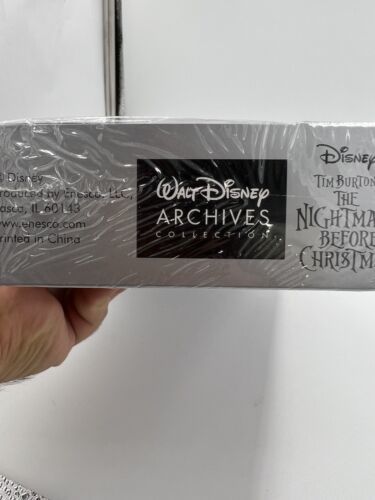 Disney
roduced by Enesco, LLC,
asca, IL 60143
www.enesco.com
rinted in China
WALT DISNEY
ARCHIVES
COLLECTION
Disney
TIM BURTON
THE
NIGHTMA
BEFORE
CHRISTM